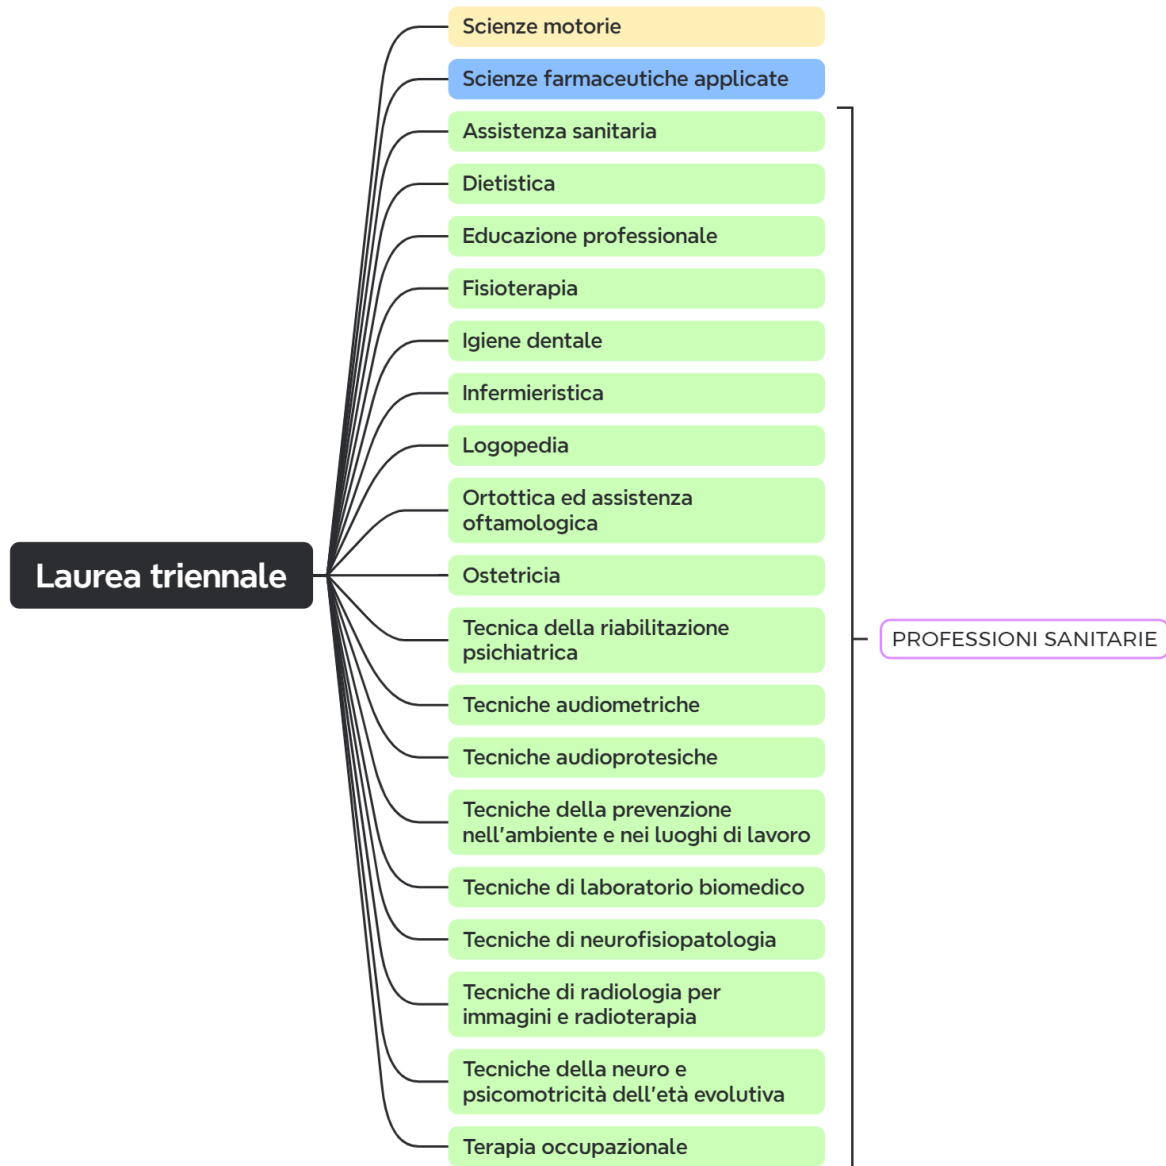 Scienze motorie
Scienze farmaceutiche applicate
Assistenza sanitaria
Dietistica
Educazione professionale
Fisioterapia
Igiene dentale
Infermieristica
Logopedia
Ortottica ed assistenza
oftamologica
Laurea triennale
Ostetricia
Tecnica della riabilitazione
psichiatrica
PROFESSIONI SANITARIE
Tecniche audiometriche
Tecniche audioprotesiche
Tecniche della prevenzione
nell'ambiente e nei luoghi di lavoro
Tecniche di laboratorio biomedico
Tecniche di neurofisiopatologia
Tecniche di radiologia per
immagini e radioterapia
Tecniche della neuro e
psicomotricità dell'età evolutiva
Terapia occupazionale